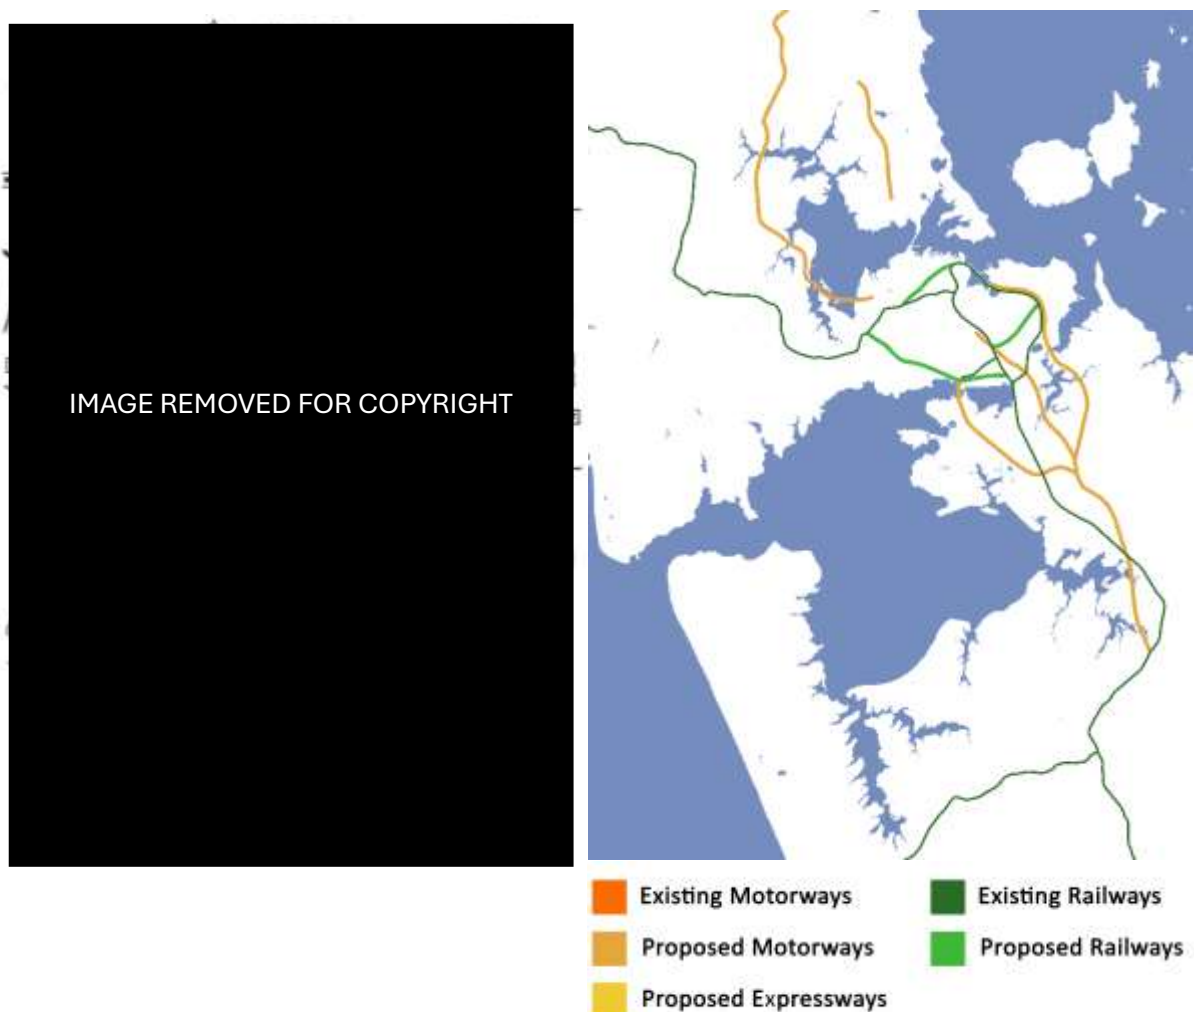 IMAGE REMOVED FOR COPYRIGHT
Existing Motorways
Existing Railways
Proposed Motorways
Proposed Railways
Proposed Expressways